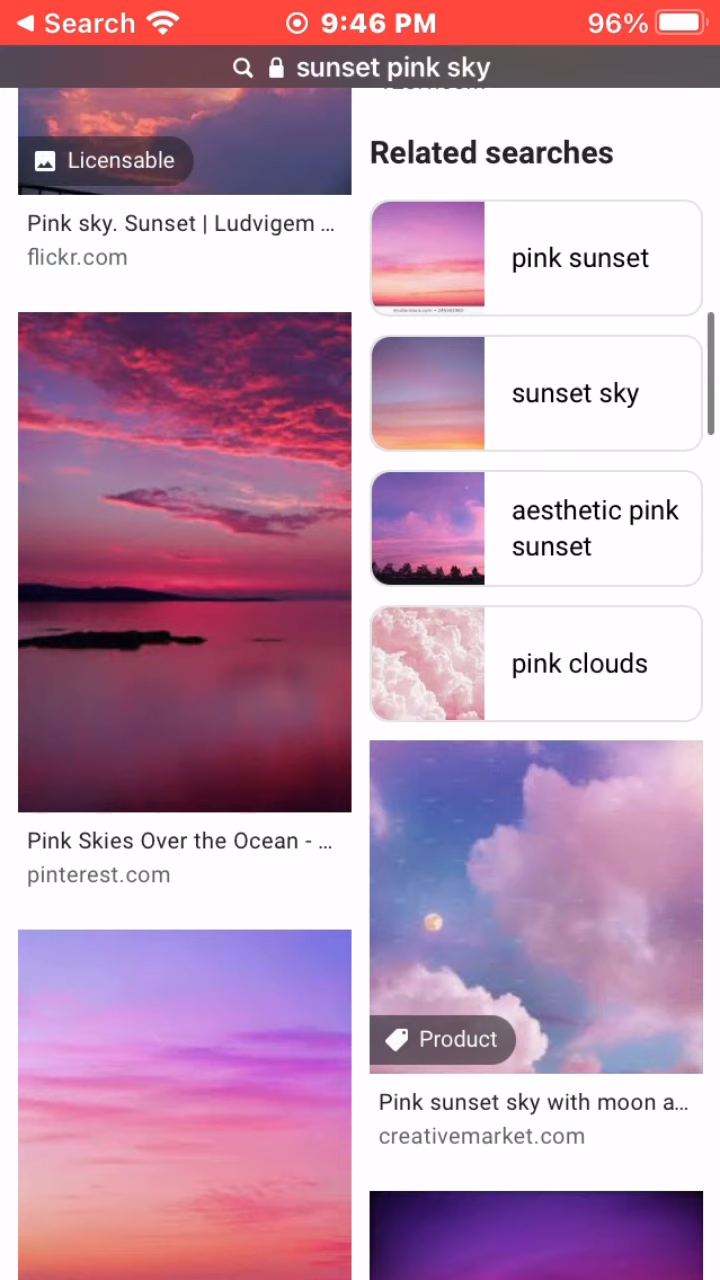 Search
9:46 PM
96%
sunset pink sky
Licensable
Pink sky. Sunset | Ludvigem ...
flickr.com
Pink Skies Over the Ocean - ...
pinterest.com
Related searches
pink sunset
sunset sky
aesthetic pink
sunset
pink clouds
Product
Pink sunset sky with moon a...
creativemarket.com